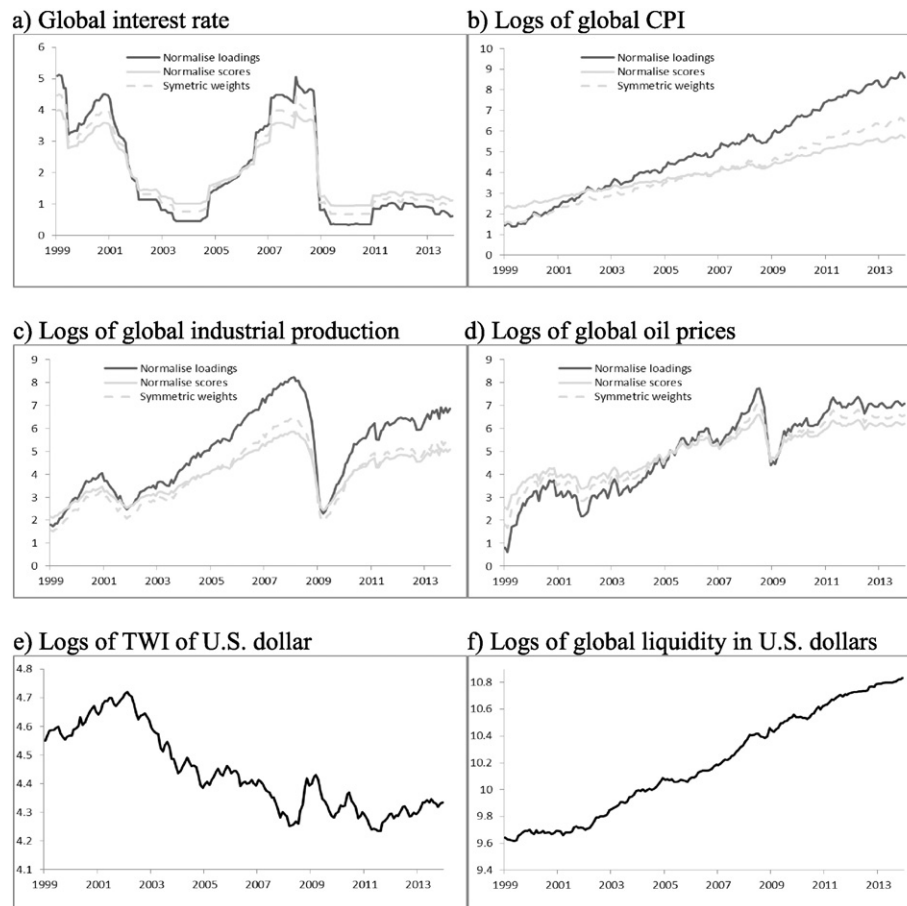 a) Global interest rate
6
5
4
3
2
1
0
Normalise loadings
Normalise scores
Symetric weights
1999 2001 2003 2005 2007 2009 2011 2013
b) Logs of global CPI
10
9
8
7
6
5
4
3
2
1
0
Normalise loadings
Normalise scores
Symetric weights
1999 2001 2003 2005 2007 2009 2011 2013
c) Logs of global industrial production
9
8
7
6
5
4
3
2
1
0
Normalise loadings
Normalise scores
Symmetric weights
1999 2001 2003 2005 2007 2009 2011 2013
d) Logs of global oil prices
9
8
7
6
5
4
3
2
1
0
Normalise loadings
Normalise scores
Symmetric weights
1999 2001 2003 2005 2007 2009 2011 2013
e) Logs of TWI of U.S. dollar
4.8
4.7
4.6
4.5
4.4
4.3
4.2
4.1
1999 2001 2003 2005 2007 2009 2011 2013
f) Logs of global liquidity in U.S. dollars
10.8
10.6
10.4
10.2
10
9.8
9.6
9.4
1999 2001 2003 2005 2007 2009 2011 2013